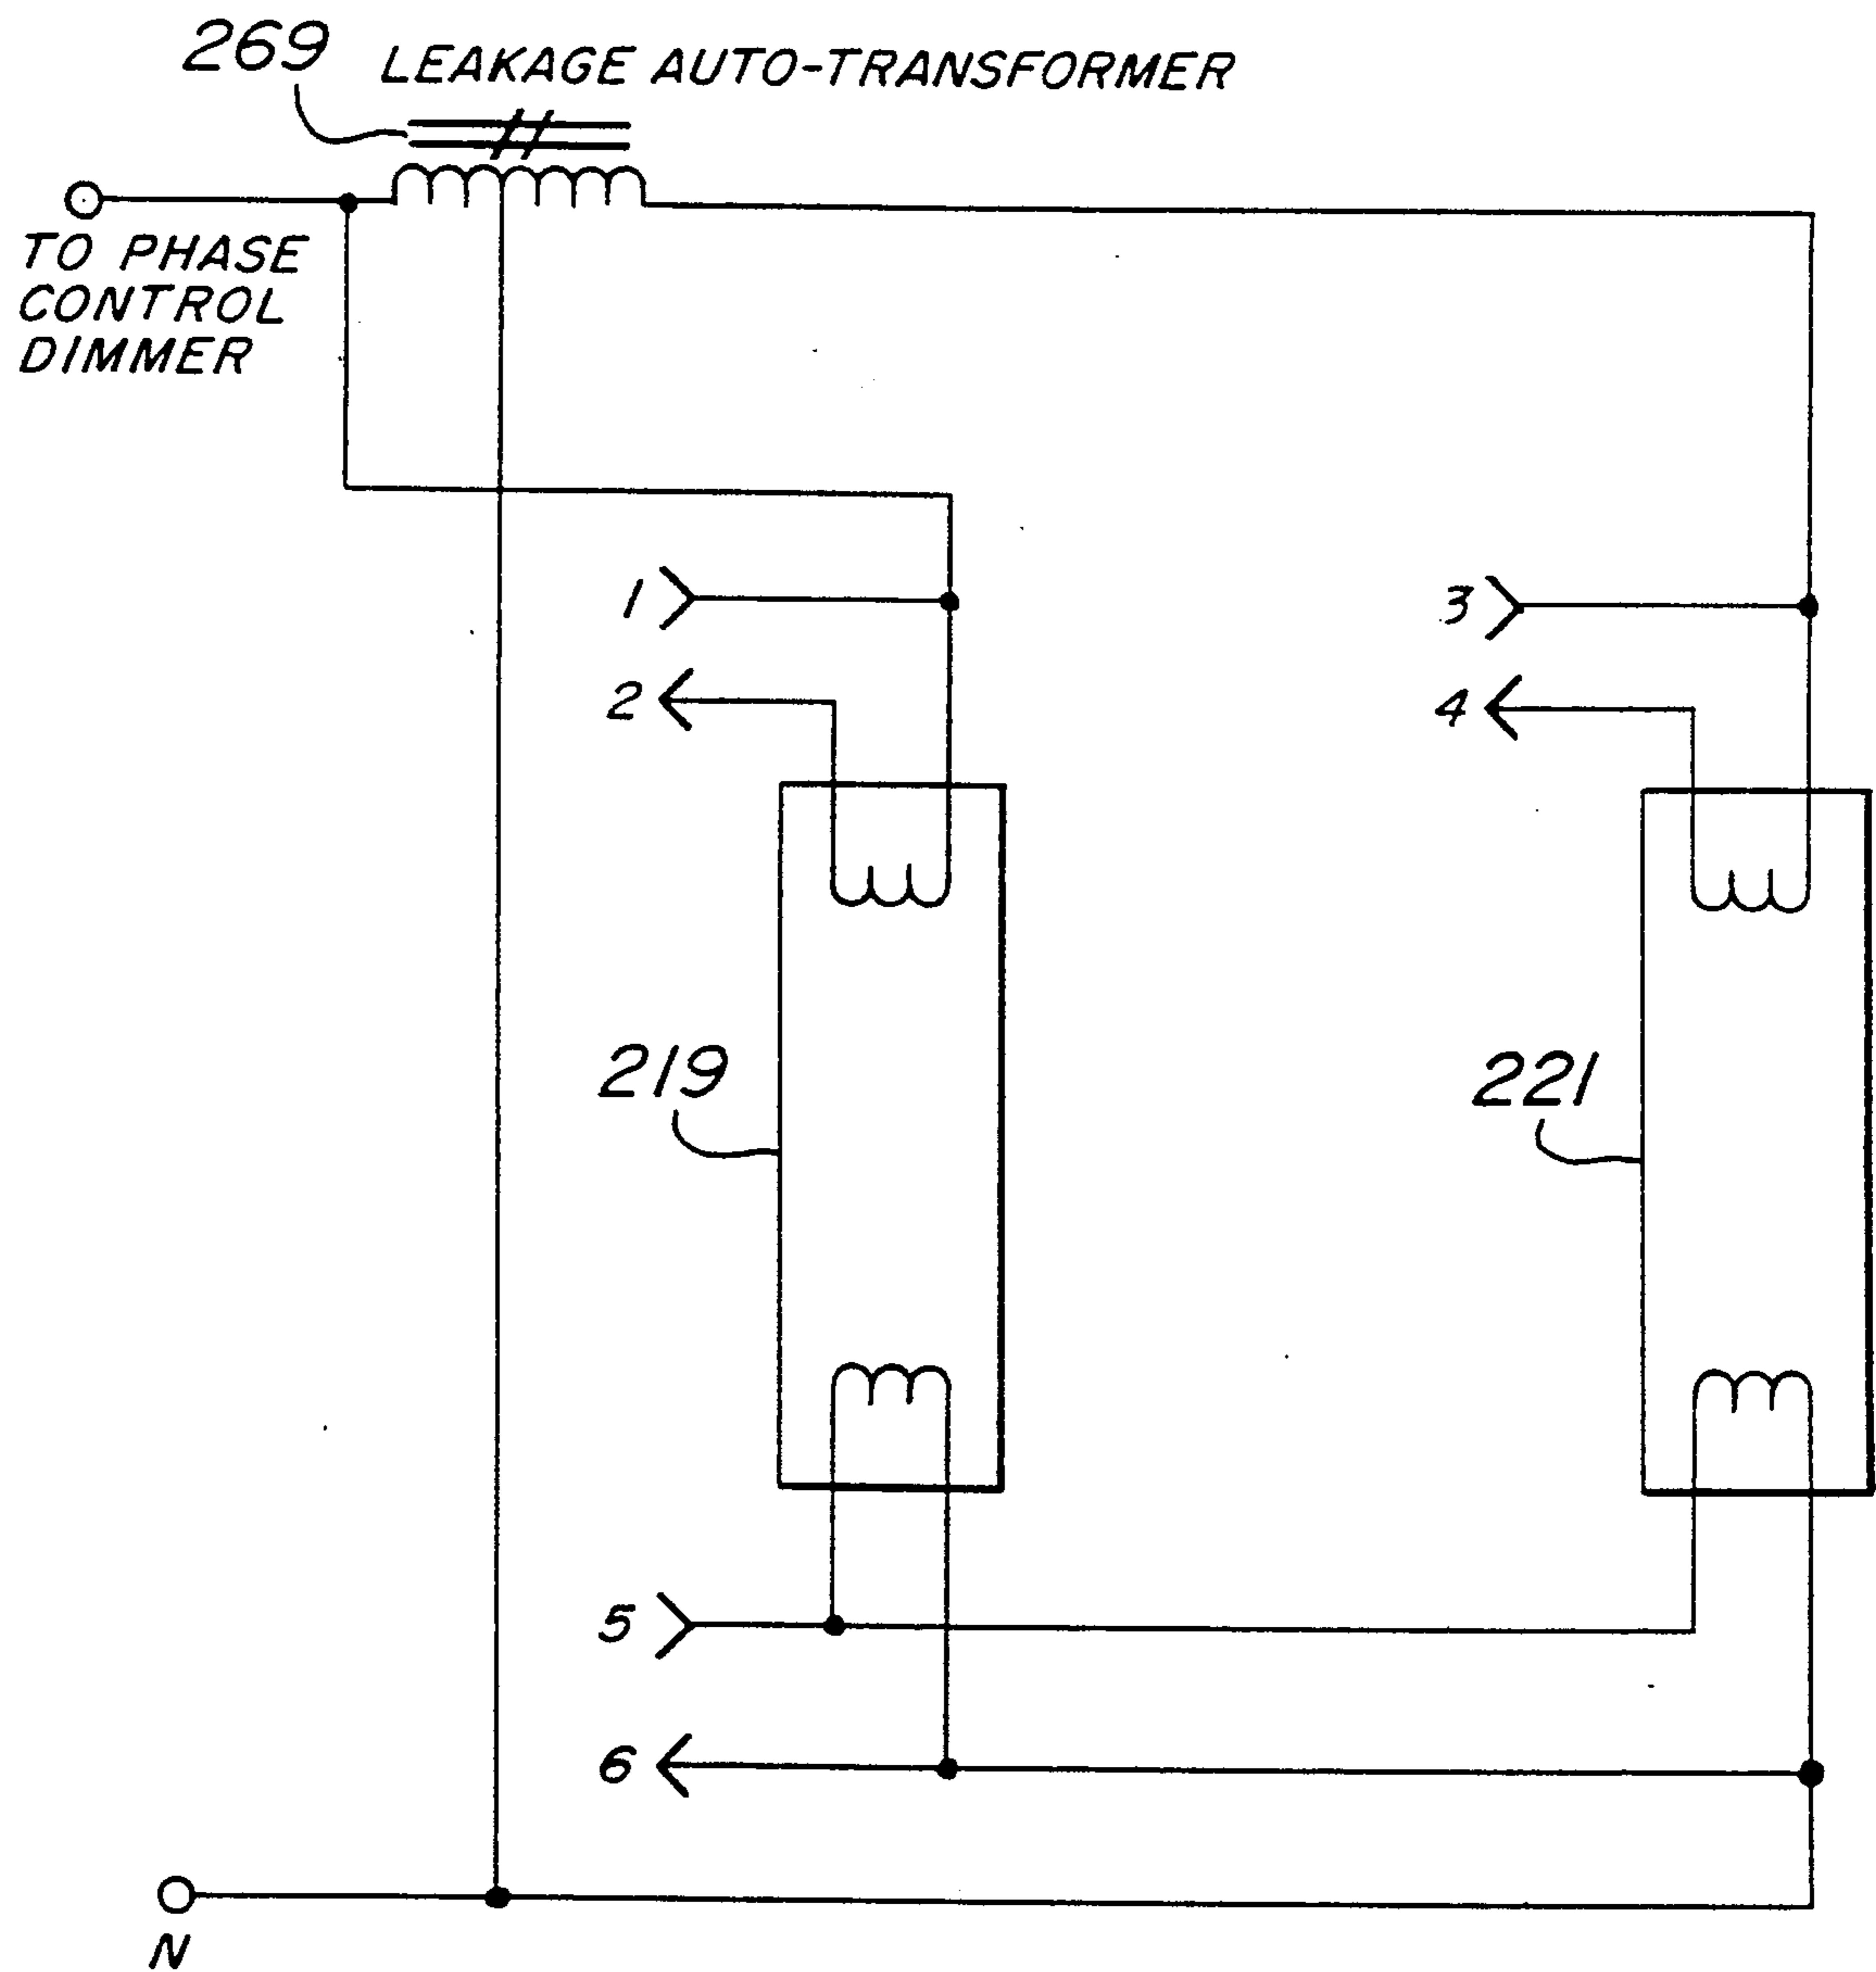 269 LEAKAGE AUTO-TRANSFORMER
TO PHASE
CONTROL
DIMMER
1
3
2
4
219
221
5
6
N